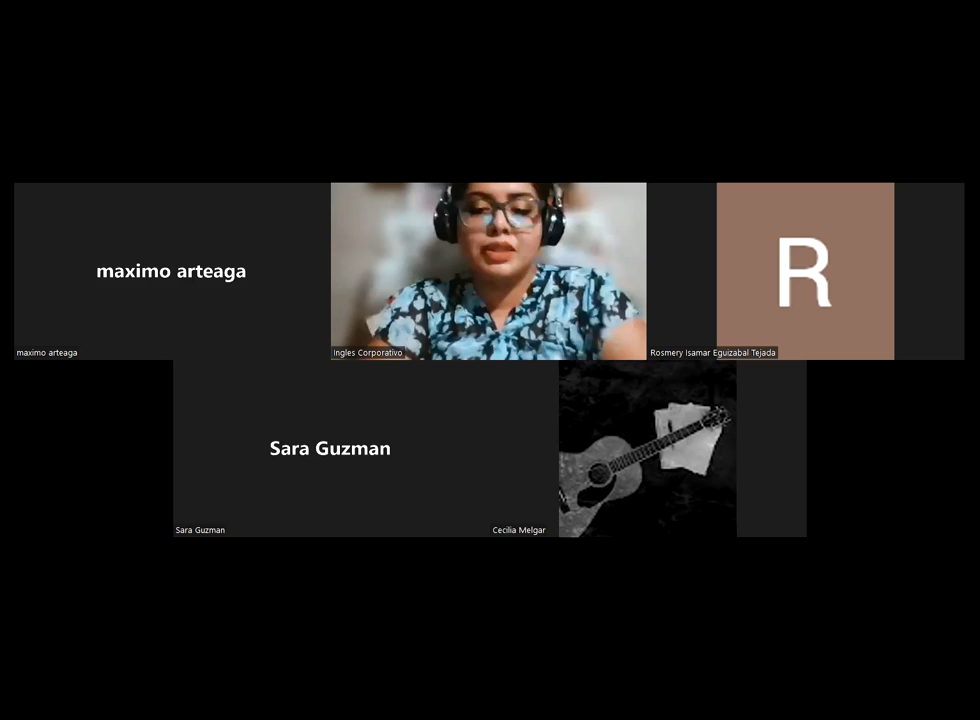 maximo arteaga
maximo arteaga
Ingles Corporativo
R
Rosmery Isamar Eguizabal Tejada
Sara Guzman
Sara Guzman
Cecilia Melgar